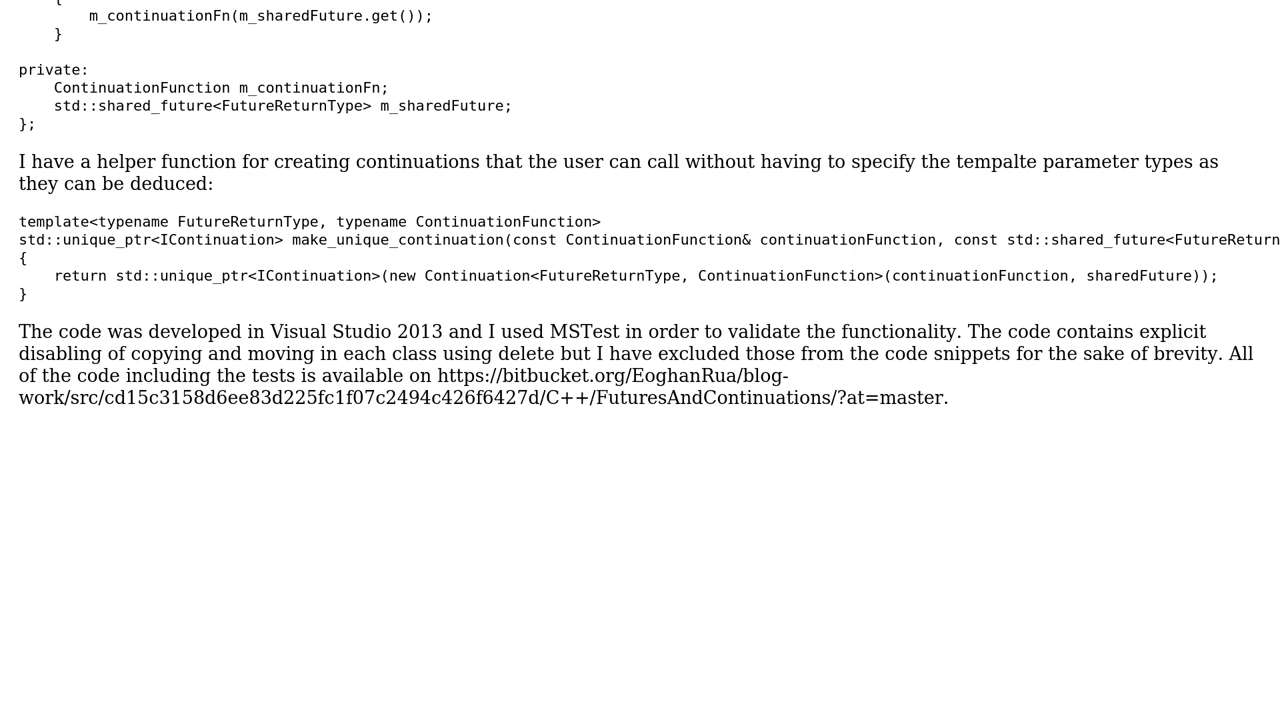 {
m_continuationFn(m_sharedFuture.get());
}
private:
ContinuationFunction m_continuationFn;
std::shared_future<FutureReturnType> m_sharedFuture;
};
I have a helper function for creating continuations that the user can call without having to specify the tempalte parameter types as
they can be deduced:
template<typename FutureReturnType, typename ContinuationFunction>
std::unique_ptr<IContinuation> make_unique_continuation(const ContinuationFunction& continuationFunction, const std::shared_future<FutureReturn
{
return std::unique_ptr<IContinuation>(new Continuation<FutureReturnType, ContinuationFunction>(continuationFunction, sharedFuture));
}
The code was developed in Visual Studio 2013 and I used MSTest in order to validate the functionality. The code contains explicit
disabling of copying and moving in each class using delete but I have excluded those from the code snippets for the sake of brevity. All
of the code including the tests is available on https://bitbucket.org/EoghanRua/blog-
work/src/cd15c3158d6ee83d225fc1f07c2494c426f6427d/C++/FuturesAndContinuations/?at=master.